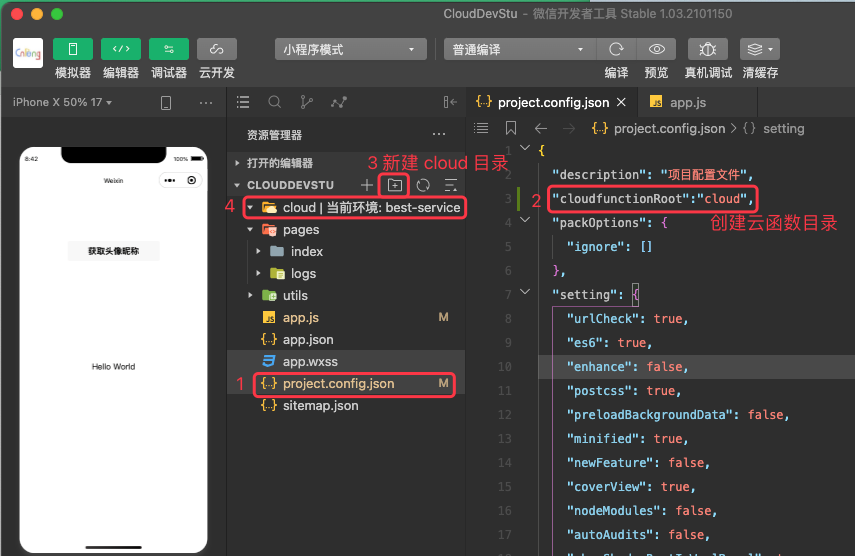 CloudDevStu - 微信开发者工具 Stable 1.03.2101150
模拟器
编辑器
调试器
云开发
小程序模式
普通编译
编译
预览
真机调试
清缓存
iPhone X 50% 17
project.config.json
app.js
资源管理器
project.config.json > {} setting
打开的编辑器
3 新建 cloud 目录
CLOUDDEVSTU
4
cloud | 当前环境: best-service
pages
index
logs
utils
app.js M
app.json
app.wxss
1
project.config.json M
sitemap.json
8:42
100%
Weixin
获取头像昵称
Hello World
1 {
2 "description": "项目配置文件",
3 "cloudfunctionRoot":"cloud",
2
创建云函数目录
4 "packOptions": {
5 "ignore": []
6 },
7 "setting": {
8 "urlCheck": true,
9 "es6": true,
10 "enhance": false,
11 "postcss": true,
12 "preloadBackgroundData": false,
13 "minified": true,
14 "newFeature": false,
15 "coverView": true,
16 "nodeModules": false,
17 "autoAudits": false,